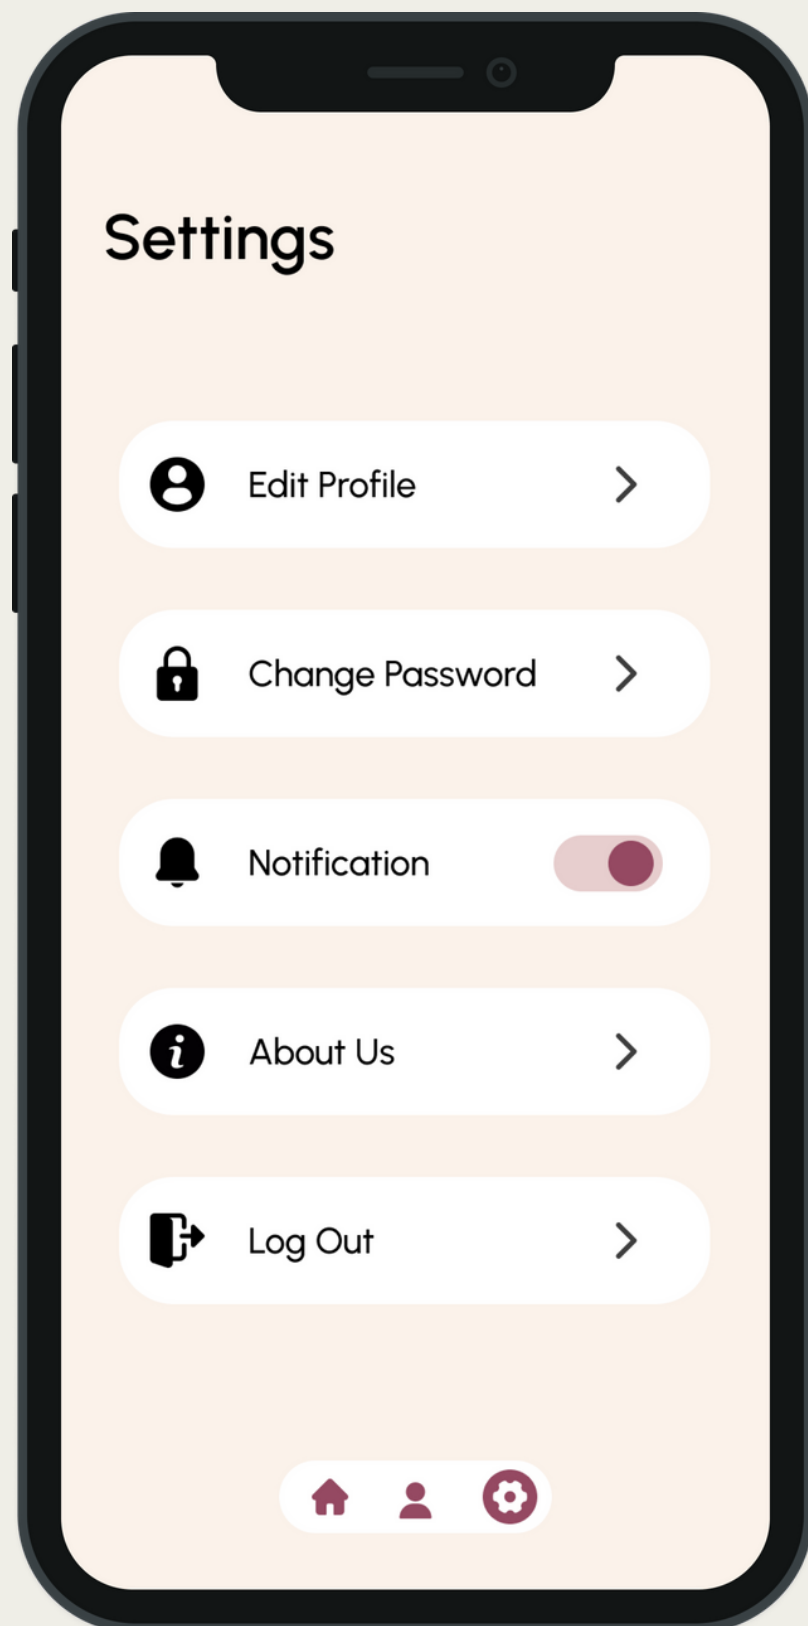 Settings
Edit Profile
Change Password
Notification
About Us
Log Out